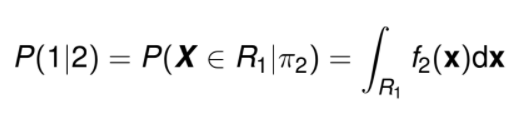 P(1|2) = P(X ∈ R₁|π₂) = ∫_{R₁} f₂(x)dx